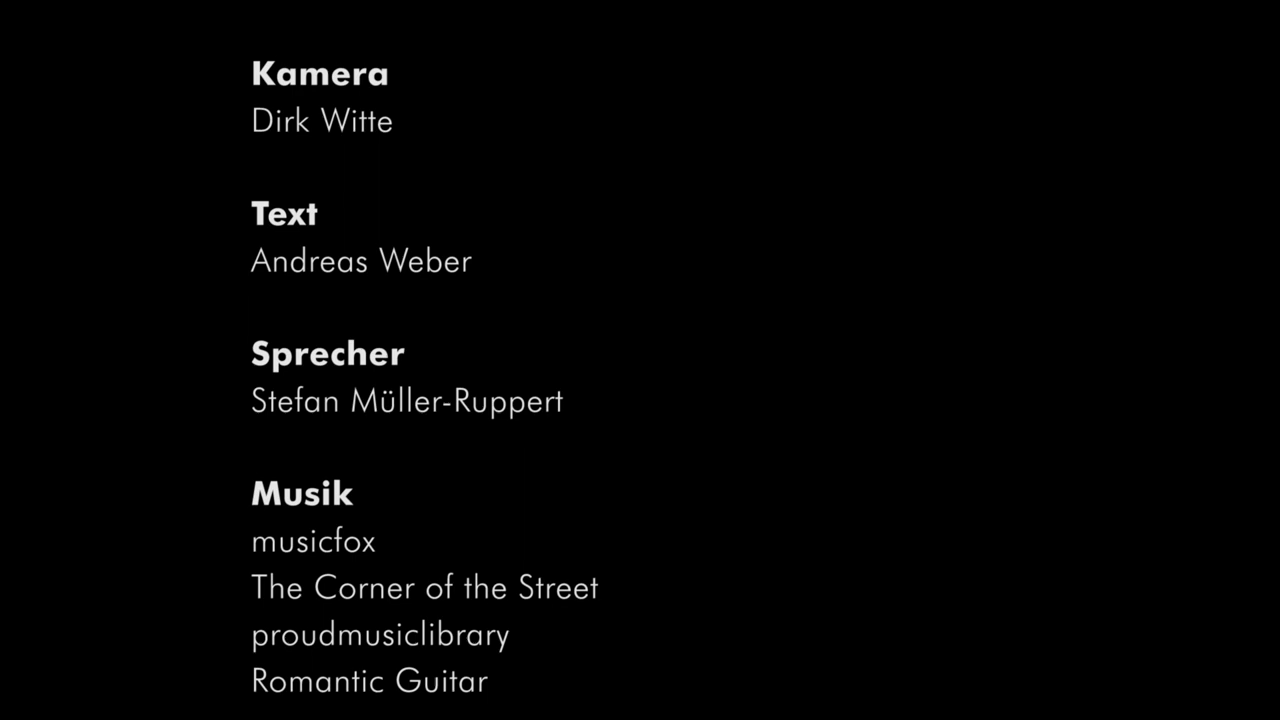 Kamera
Dirk Witte
Text
Andreas Weber
Sprecher
Stefan Müller-Ruppert
Musik
musicfox
The Corner of the Street
proudmusiclibrary
Romantic Guitar